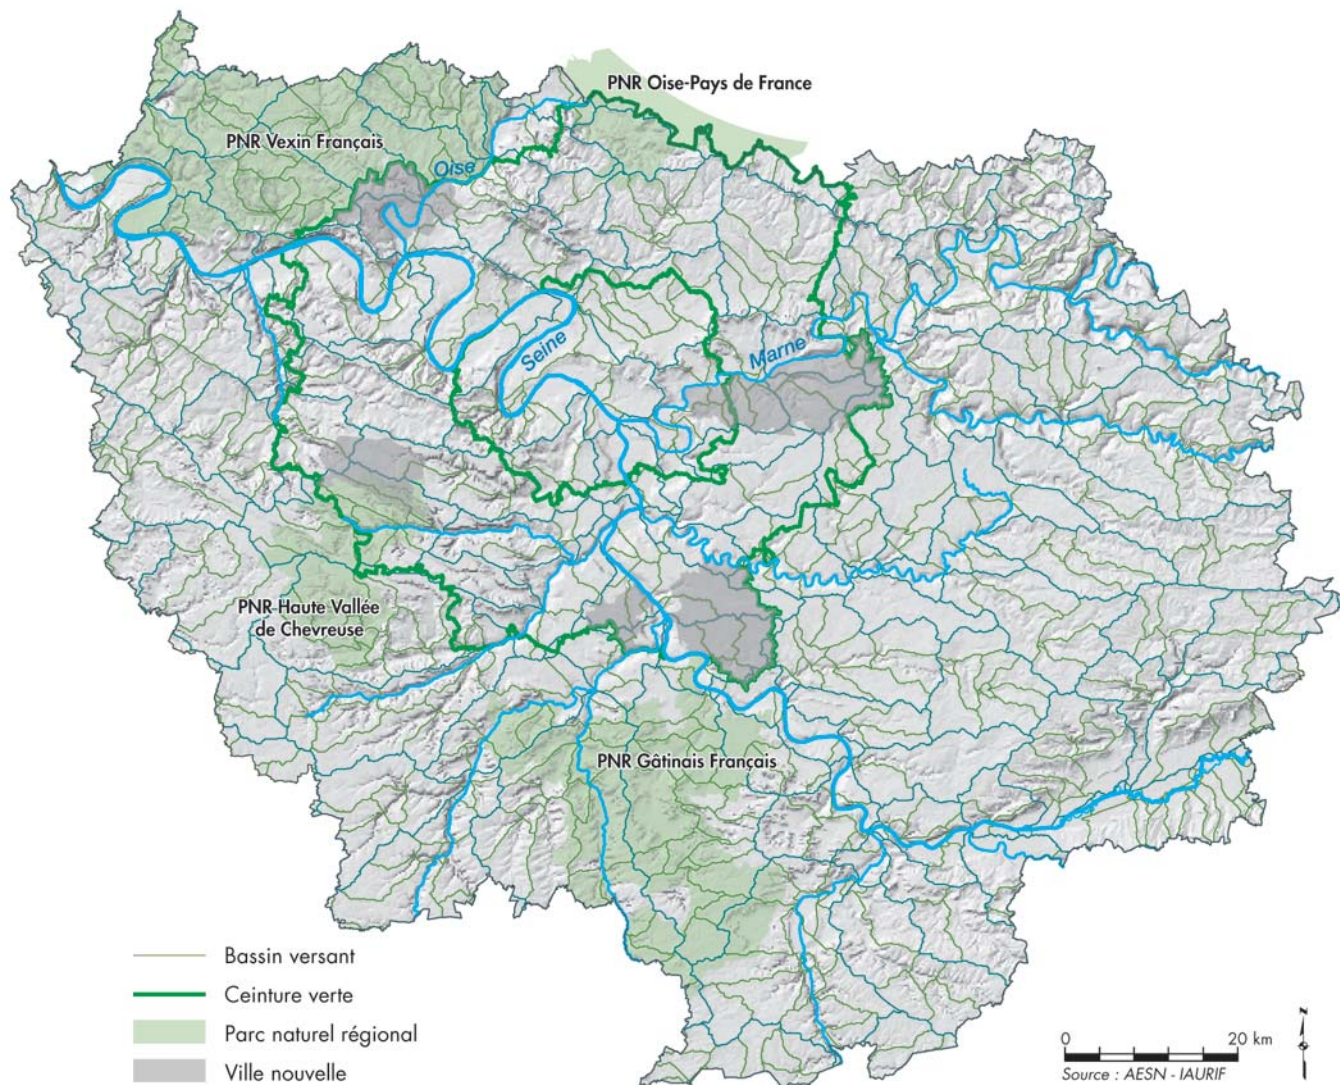 PNR Oise-Pays de France
PNR Vexin Français
Oise
Seine
Marne
PNR Haute Vallée
de Chevreuse
PNR Gâtinais Français
Bassin versant
Ceinture verte
Parc naturel régional
Ville nouvelle
N
0 20 km
Source : AESN - IAURIF